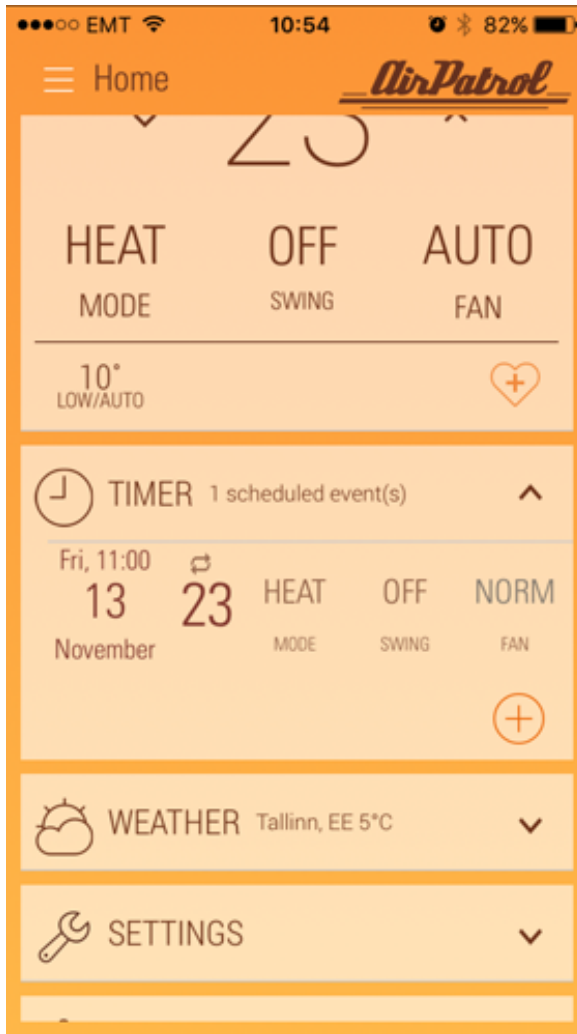 EMT 10:54 82%
Home AirPatrol
23
HEAT OFF AUTO
MODE SWING FAN
10°
LOW/AUTO
TIMER 1 scheduled event(s)
Fri, 11:00
13 23 HEAT OFF NORM
November MODE SWING FAN
WEATHER Tallinn, EE 5°C
SETTINGS